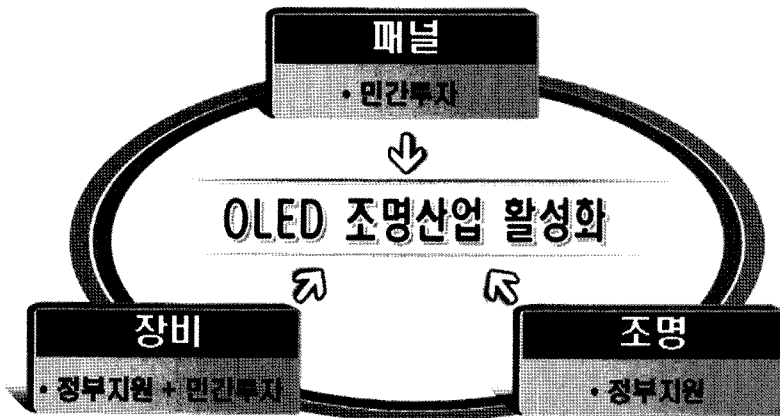 패널
• 민간투자
OLED 조명산업 활성화
장비
• 정부지원 + 민간투자
조명
• 정부지원